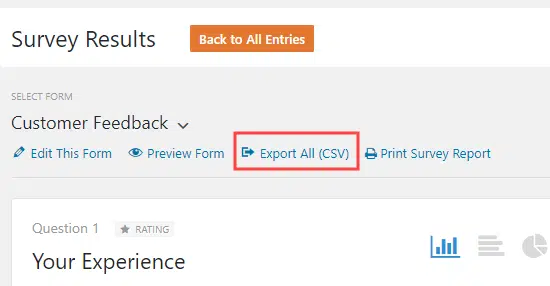 Survey Results
Back to All Entries
SELECT FORM
Customer Feedback
Edit This Form Preview Form Export All (CSV) Print Survey Report
Question 1 RATING
Your Experience